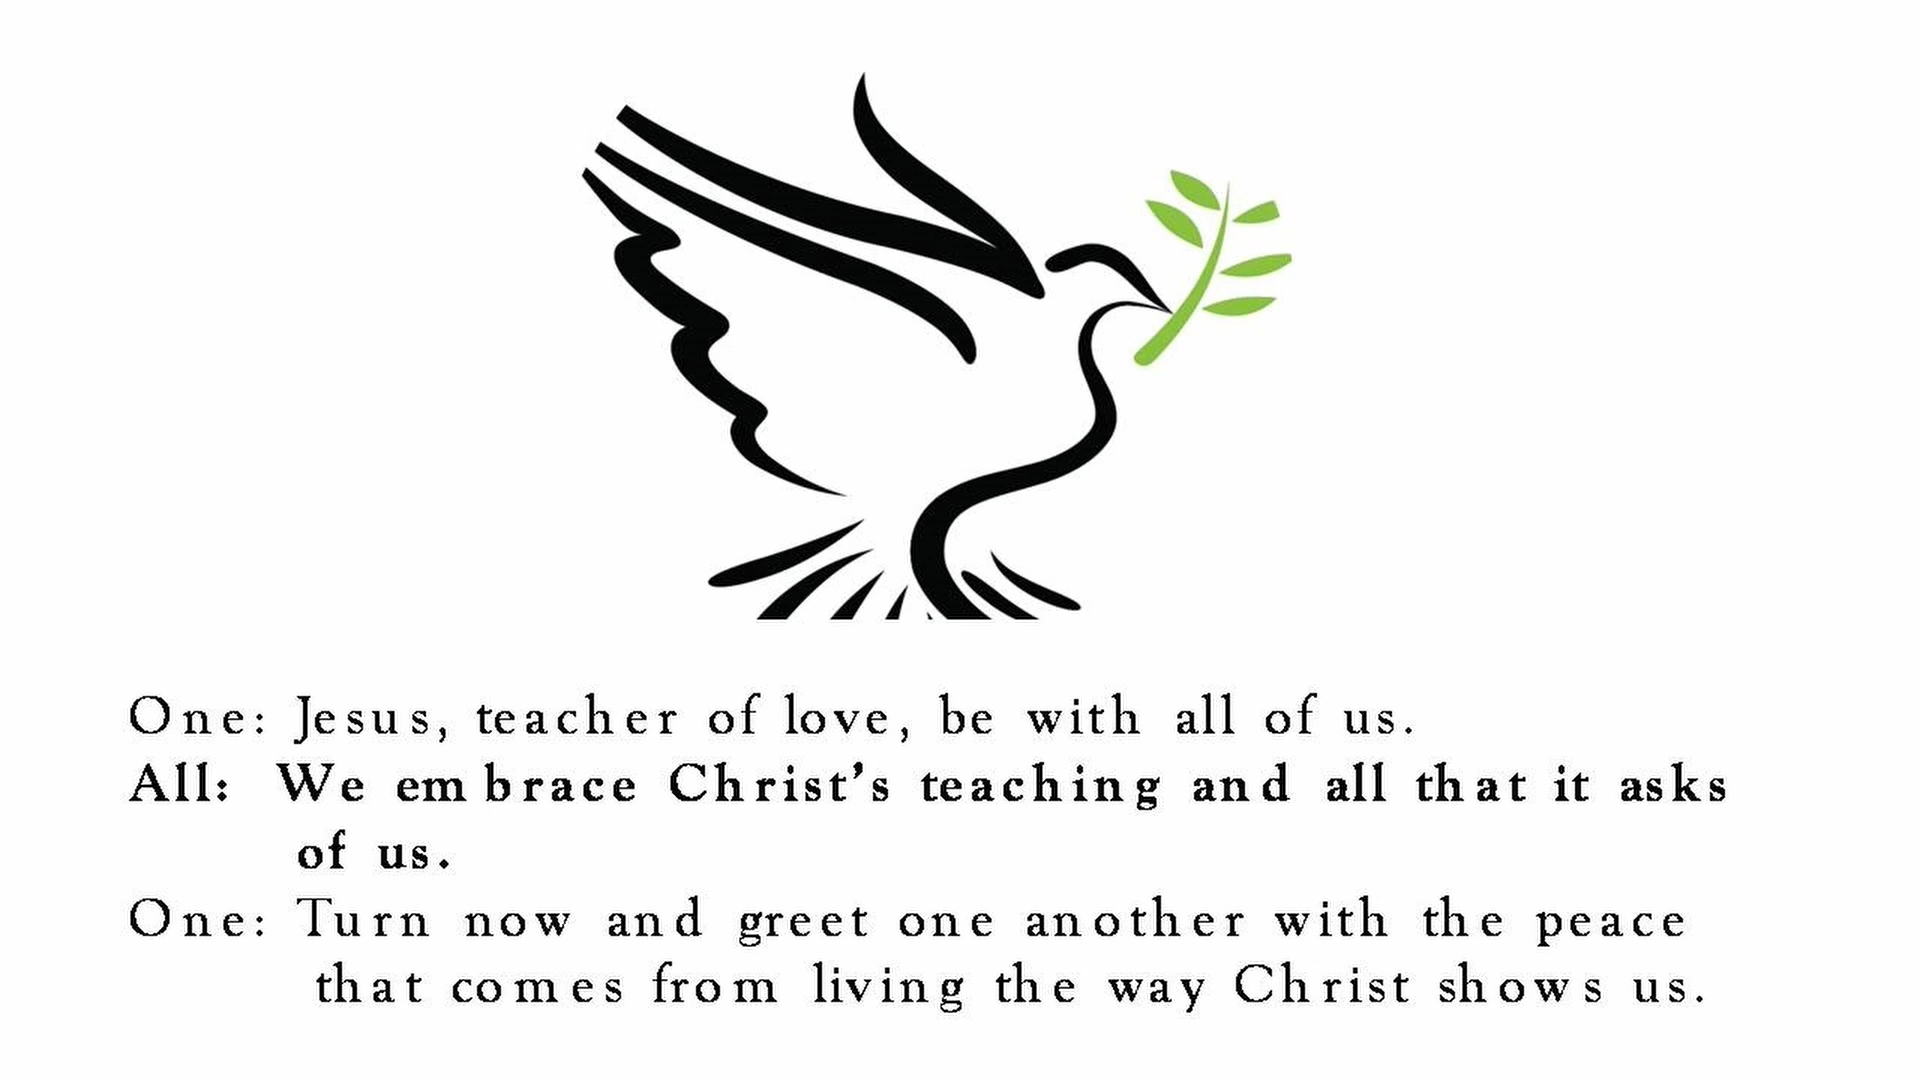 One: Jesus, teacher of love, be with all of us.
All: We embrace Christ’s teaching and all that it asks
of us.
One: Turn now and greet one another with the peace
that comes from living the way Christ shows us.